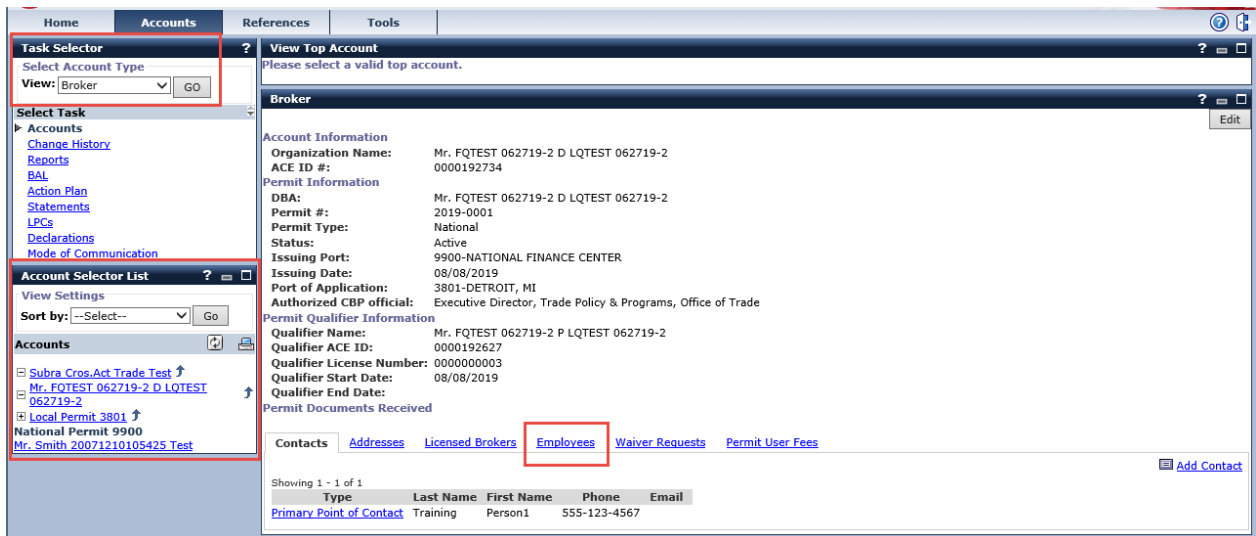 Home Accounts References Tools
Task Selector ?
Select Account Type
View: Broker GO
Select Task
Accounts
Change History
Reports
BAL
Action Plan
Statements
LPCs
Declarations
Mode of Communication
Account Selector List ?
View Settings
Sort by: --Select-- Go
Accounts
Subra Cros.Act Trade Test
Mr. FQTEST 062719-2 D LQTEST
062719-2
Local Permit 3801
National Permit 9900
Mr. Smith 20071210105425 Test
View Top Account ?
Please select a valid top account.
Broker ?
Edit
Account Information
Organization Name: Mr. FQTEST 062719-2 D LQTEST 062719-2
ACE ID #: 0000192734
Permit Information
DBA: Mr. FQTEST 062719-2 D LQTEST 062719-2
Permit #: 2019-0001
Permit Type: National
Status: Active
Issuing Port: 9900-NATIONAL FINANCE CENTER
Issuing Date: 08/08/2019
Port of Application: 3801-DETROIT, MI
Authorized CBP official: Executive Director, Trade Policy & Programs, Office of Trade
Permit Qualifier Information
Qualifier Name: Mr. FQTEST 062719-2 P LQTEST 062719-2
Qualifier ACE ID: 0000192627
Qualifier License Number: 0000000003
Qualifier Start Date: 08/08/2019
Qualifier End Date:
Permit Documents Received
Contacts Addresses Licensed Brokers Employees Waiver Requests Permit User Fees
Add Contact
Showing 1 - 1 of 1
Type Last Name First Name Phone Email
Primary Point of Contact Training Person1 555-123-4567